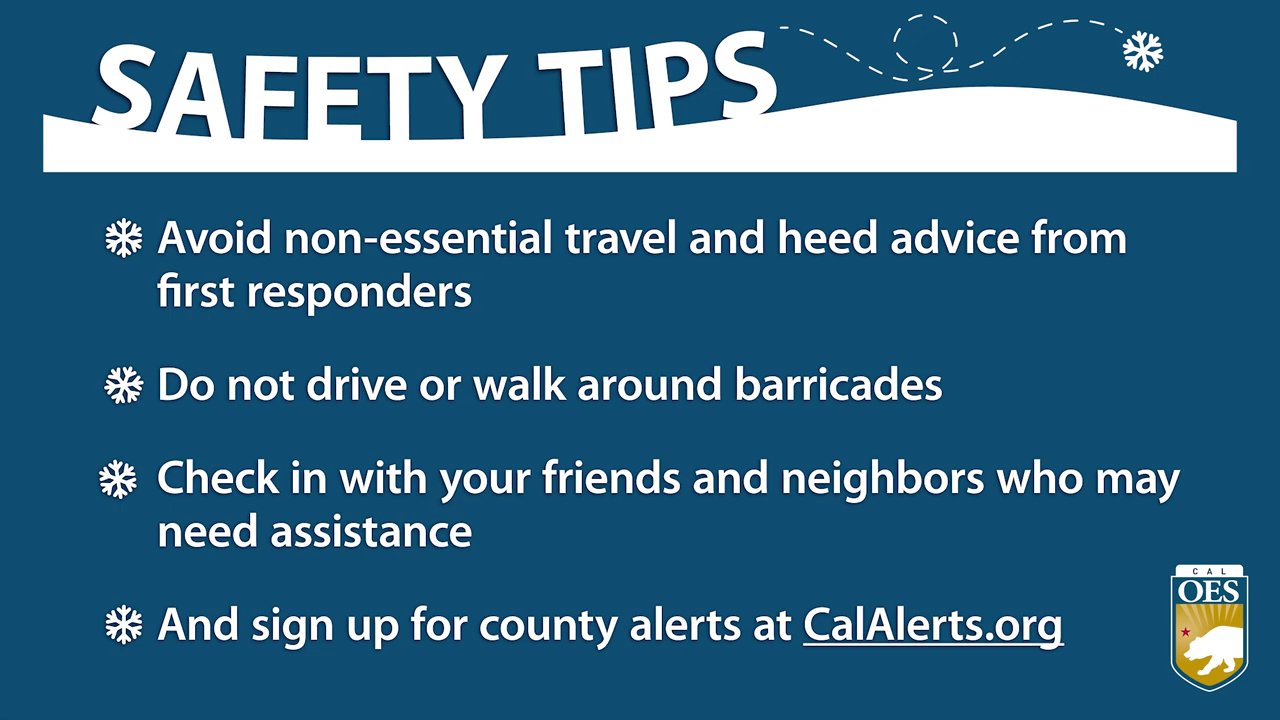 SAFETY TIPS
Avoid non-essential travel and heed advice from
first responders
Do not drive or walk around barricades
Check in with your friends and neighbors who may
need assistance
And sign up for county alerts at CalAlerts.org
CAL
OES